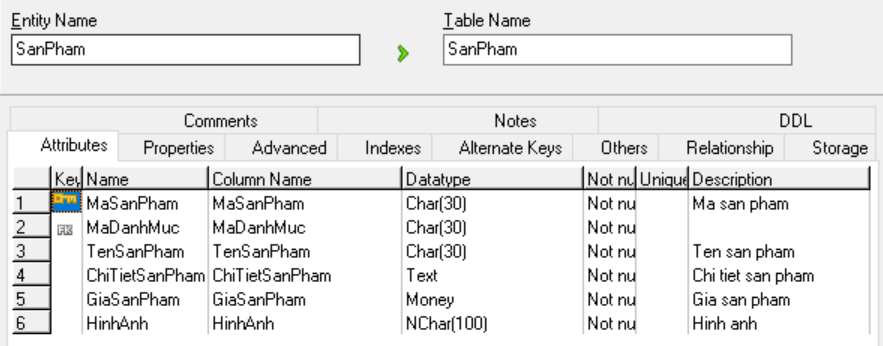 Entity Name Table Name
SanPham SanPham
Comments Notes DDL
Attributes Properties Advanced Indexes Alternate Keys Others Relationship Storage
Key Name Column Name Datatype Not nu Unique Description
1 MaSanPham MaSanPham Char(30) Not nu Ma san pham
2 FK MaDanhMuc MaDanhMuc Char(30) Not nu
3 TenSanPham TenSanPham Char(30) Not nu Ten san pham
4 ChiTietSanPham ChiTietSanPham Text Not nu Chi tiet san pham
5 GiaSanPham GiaSanPham Money Not nu Gia san pham
6 HinhAnh HinhAnh NChar(100) Not nu Hinh anh